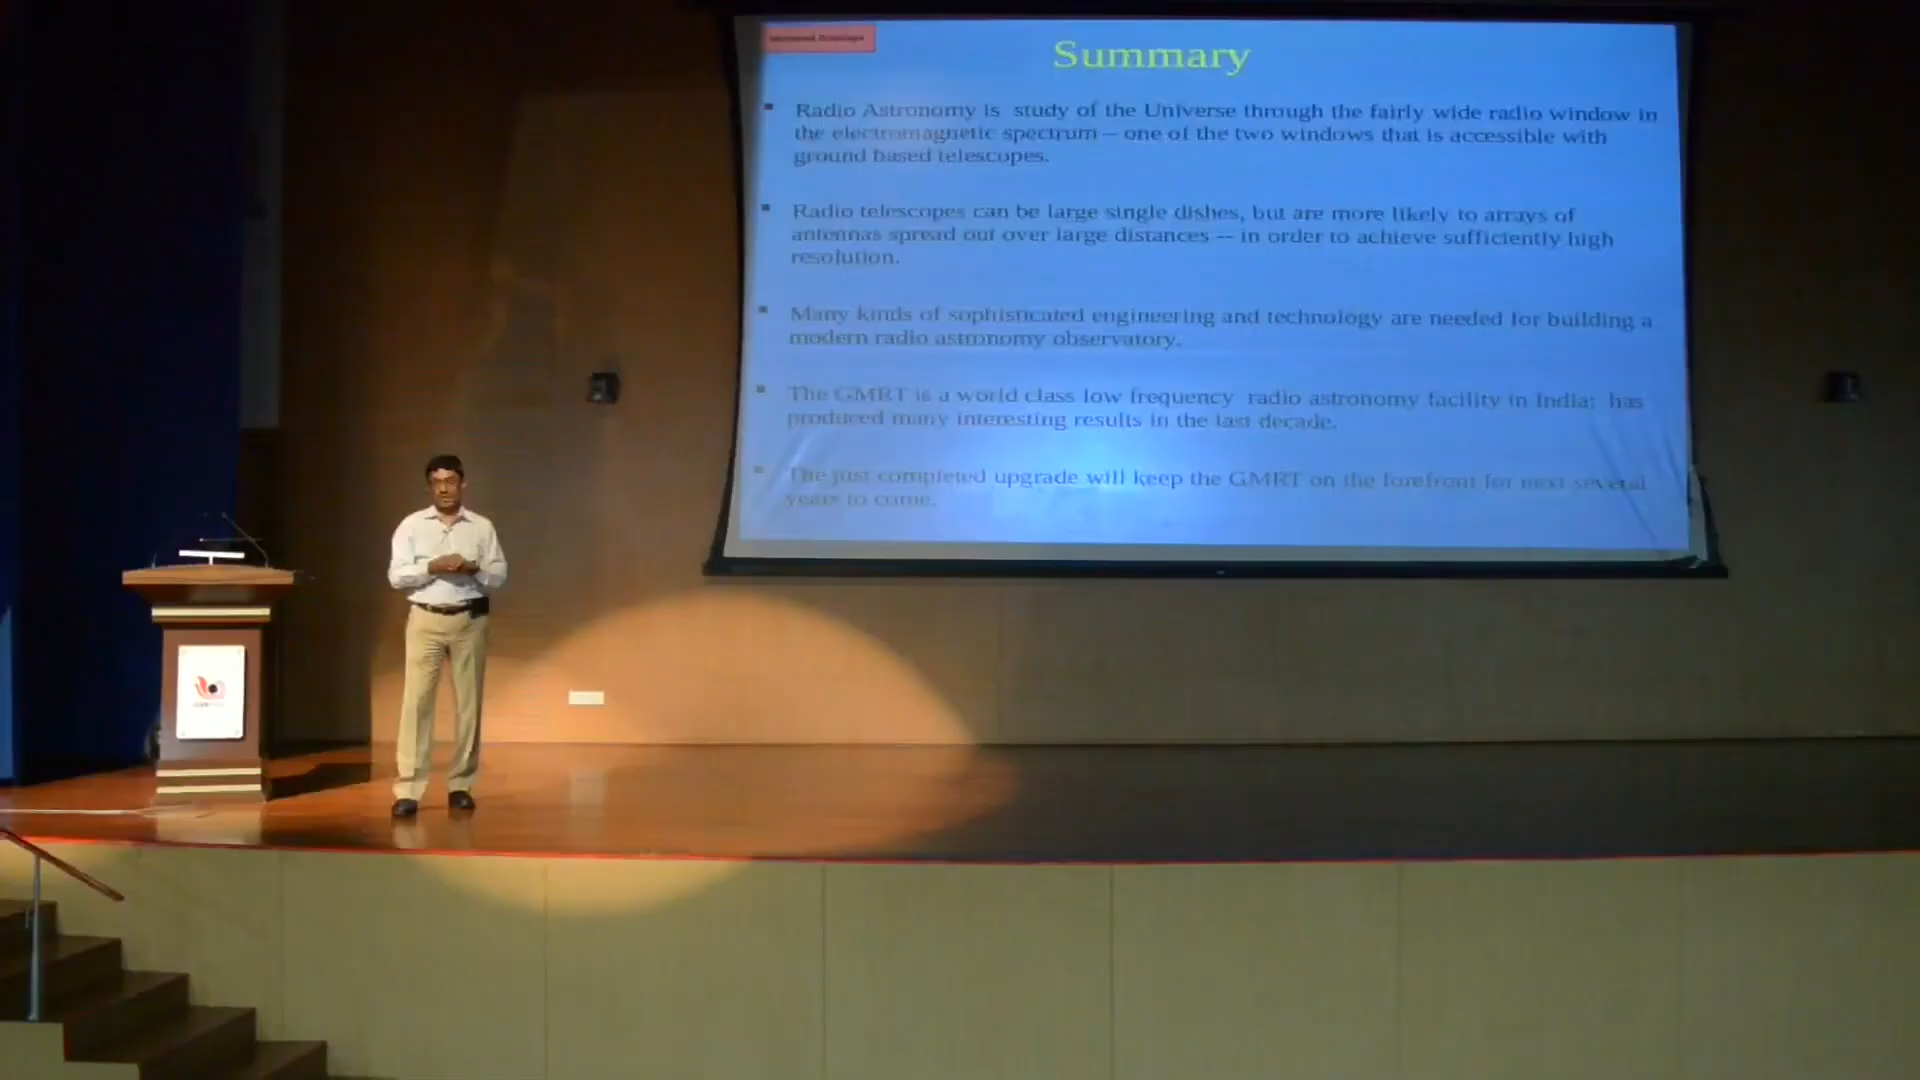 Summary
Radio Astronomy is study of the Universe through the fairly wide radio window in
the electromagnetic spectrum – one of the two windows that is accessible with
ground based telescopes.
Radio telescopes can be large single dishes, but are more likely to arrays of
antennas spread out over large distances -- in order to achieve sufficiently high
resolution.
Many kinds of sophisticated engineering and technology are needed for building a
modern radio astronomy observatory.
The GMRT is a world class low frequency radio astronomy facility in India; has
produced many interesting results in the last decade.
The just completed upgrade will keep the GMRT on the forefront for next several
years to come.